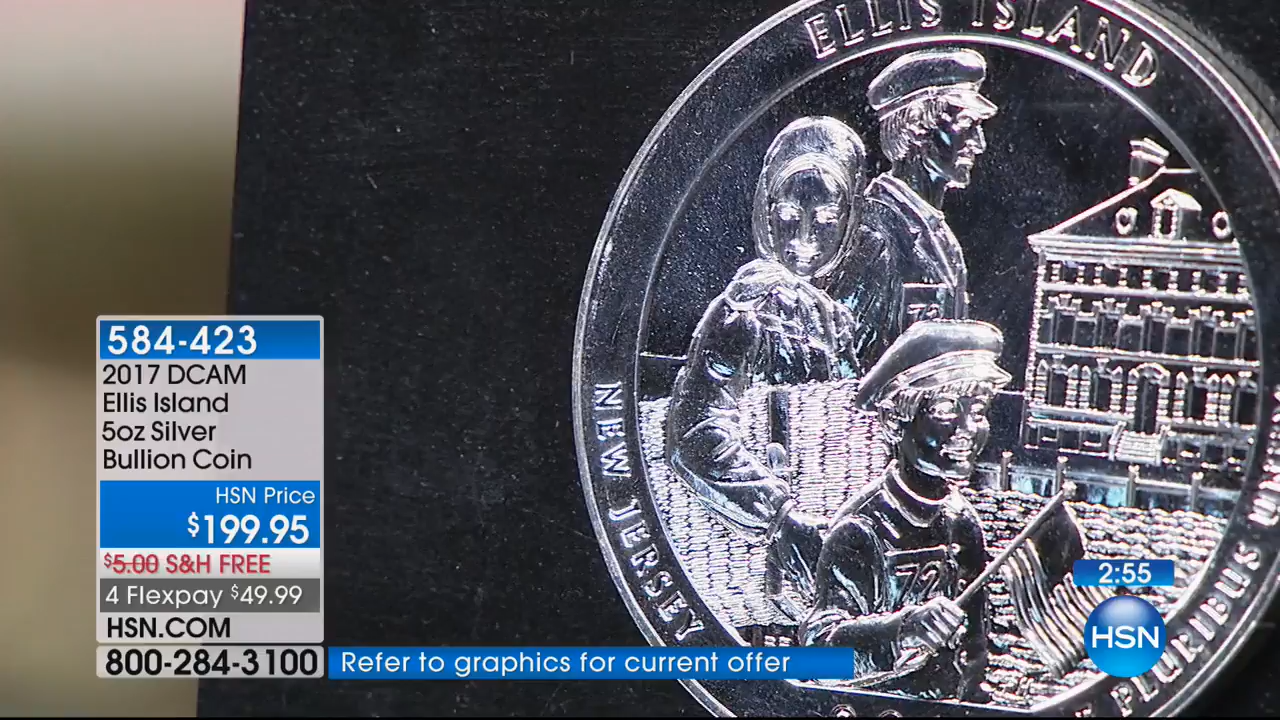 ELLIS ISLAND
NEW JERSEY
PLURIBUS
72
584-423
2017 DCAM
Ellis Island
5oz Silver
Bullion Coin
HSN Price
$199.95
$5.00 S&H FREE
4 Flexpay $49.99
HSN.COM
800-284-3100
Refer to graphics for current offer
2:55
HSN